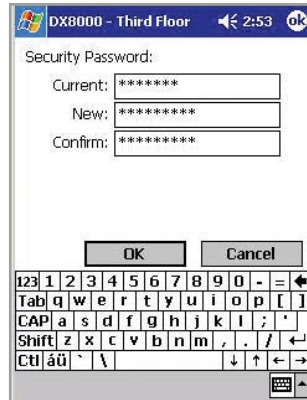 DX8000 - Third Floor 2:53 ok
Security Password:
Current: *******
New: *********
Confirm: *********
OK Cancel
123 1 2 3 4 5 6 7 8 9 0 - = ←
Tab q w e r t y u i o p [ ]
CAP a s d f g h j k l ; '
Shift z x c v b n m , . / ↵
Ctl áü ` \ ↓ ↑ ← →